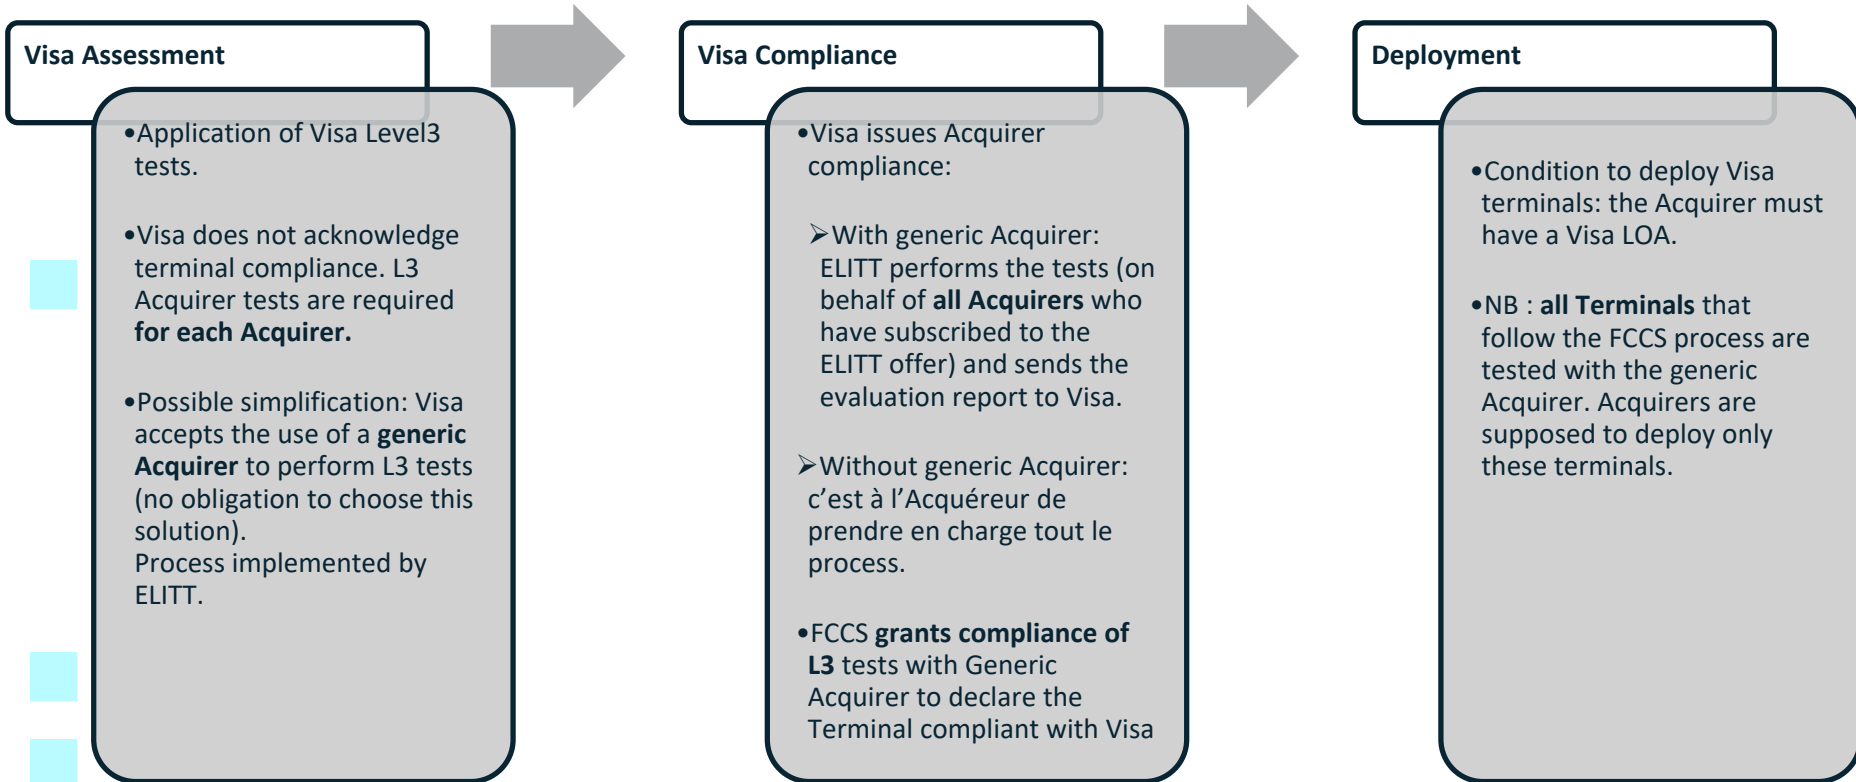 Visa Assessment
•Application of Visa Level3
tests.
•Visa does not acknowledge
terminal compliance. L3
Acquirer tests are required
for each Acquirer.
•Possible simplification: Visa
accepts the use of a generic
Acquirer to perform L3 tests
(no obligation to choose this
solution).
Process implemented by
ELITT.
Visa Compliance
•Visa issues Acquirer
compliance:
➢With generic Acquirer:
ELITT performs the tests (on
behalf of all Acquirers who
have subscribed to the
ELITT offer) and sends the
evaluation report to Visa.
➢Without generic Acquirer:
c’est à l’Acquéreur de
prendre en charge tout le
process.
•FCCS grants compliance of
L3 tests with Generic
Acquirer to declare the
Terminal compliant with Visa
Deployment
•Condition to deploy Visa
terminals: the Acquirer must
have a Visa LOA.
•NB : all Terminals that
follow the FCCS process are
tested with the generic
Acquirer. Acquirers are
supposed to deploy only
these terminals.